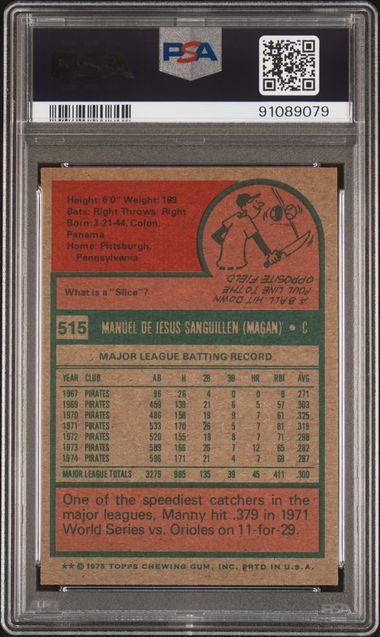 PSA
PSA
91089079
Height: 6'0" Weight:
Bats: Right Throws: Right
Born: 3-21-44, Colon,
Panama
Home: Pittsburgh,
Pennsylvania
What is a "Slice"?
A BALL HIT DOWN
FOUL LINE TO THE
OPPOSITE FIELD.
515 MANUEL DE JESUS SANGUILLEN (MAGAN) • C
MAJOR LEAGUE BATTING RECORD
YEAR CLUB AB H 2B 3B HR RBI AVG
1967 PIRATES 96 26 4 0 0 8 .271
1969 PIRATES 459 139 21 6 5 57 .303
1970 PIRATES 486 158 19 9 7 61 .325
1971 PIRATES 533 170 26 5 7 81 .319
1972 PIRATES 520 155 18 8 7 71 .298
1973 PIRATES 589 166 26 7 12 65 .282
1974 PIRATES 596 171 21 4 7 68 .287
MAJOR LEAGUE TOTALS 3279 985 135 39 45 411 .300
One of the speediest catchers in the
major leagues, Manny hit .379 in 1971
World Series vs. Orioles on 11-for-29.
★★ © 1975 TOPPS CHEWING GUM, INC. PRTD IN U.S.A.